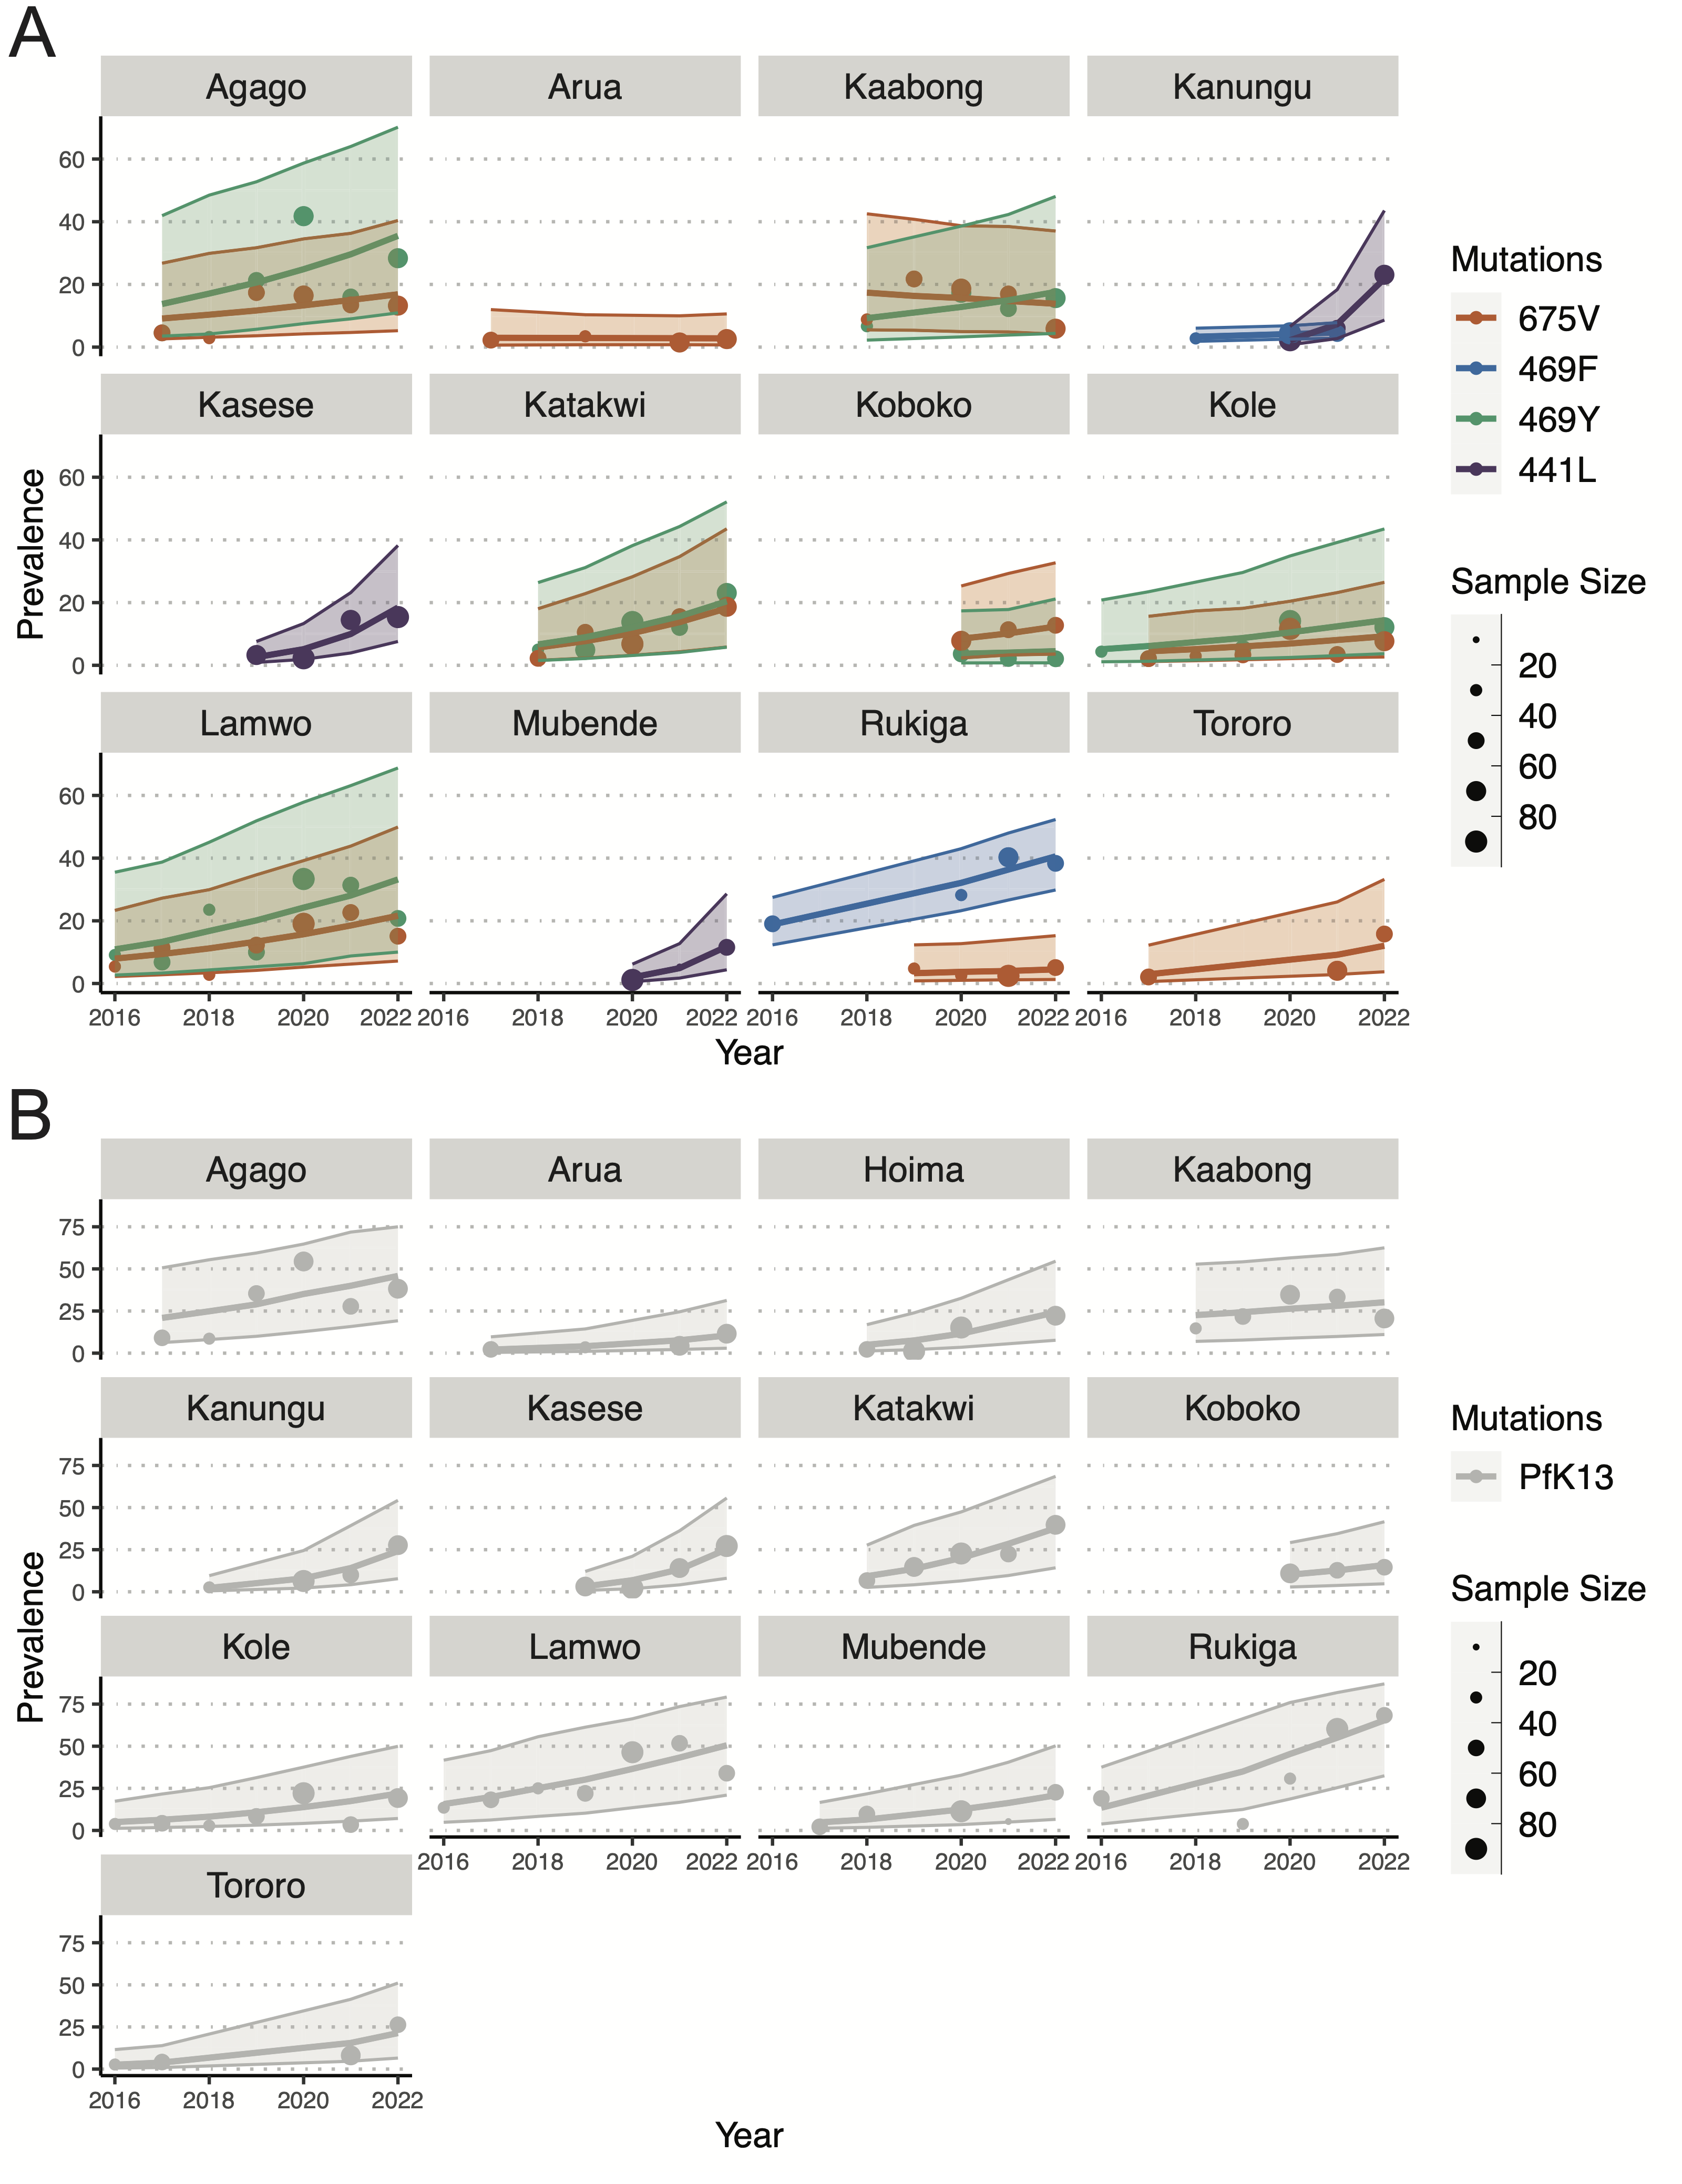 A
Agago Arua Kaabong Kanungu
60
40
20
0
Mutations
675V
469F
469Y
441L
Kasese Katakwi Koboko Kole
60
40
20
0
Prevalence
Sample Size
20
40
60
80
Lamwo Mubende Rukiga Tororo
60
40
20
0
2016 2018 2020 2022 2016 2018 2020 2022 2016 2018 2020 2022 2016 2018 2020 2022
Year
B
Agago Arua Hoima Kaabong
75
50
25
0
Kanungu Kasese Katakwi Koboko
75
50
25
0
Mutations
PfK13
Prevalence
Sample Size
20
40
60
80
Kole Lamwo Mubende Rukiga
75
50
25
0
2016 2018 2020 2022 2016 2018 2020 2022 2016 2018 2020 2022
Tororo
75
50
25
0
2016 2018 2020 2022
Year